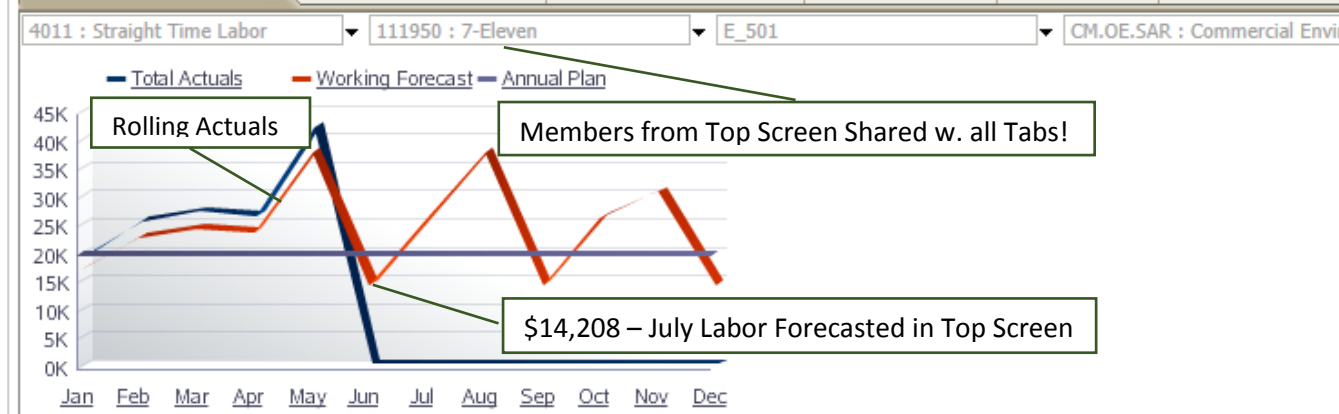 4011 : Straight Time Labor 111950 : 7-Eleven E_501 CM.OE.SAR : Commercial Envi
Total Actuals Working Forecast Annual Plan
Rolling Actuals
Members from Top Screen Shared w. all Tabs!
45K
40K
35K
30K
25K
20K
15K
10K
5K
0K
$14,208 – July Labor Forecasted in Top Screen
Jan Feb Mar Apr May Jun Jul Aug Sep Oct Nov Dec